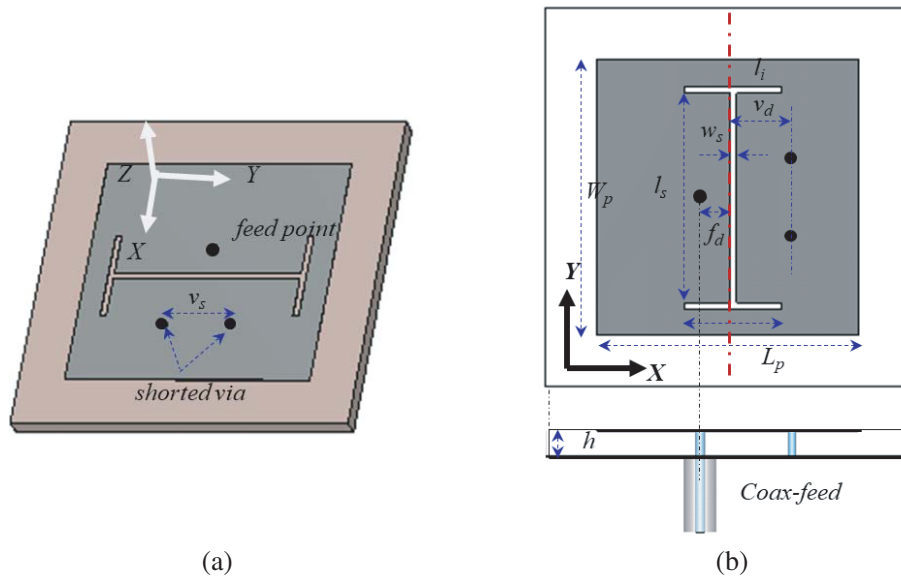 Z
Y
X
feed point
v_s
shorted via
(a)
l_i
v_d
w_s
W_p
l_s
f_d
Y
X
L_p
h
Coax-feed
(b)